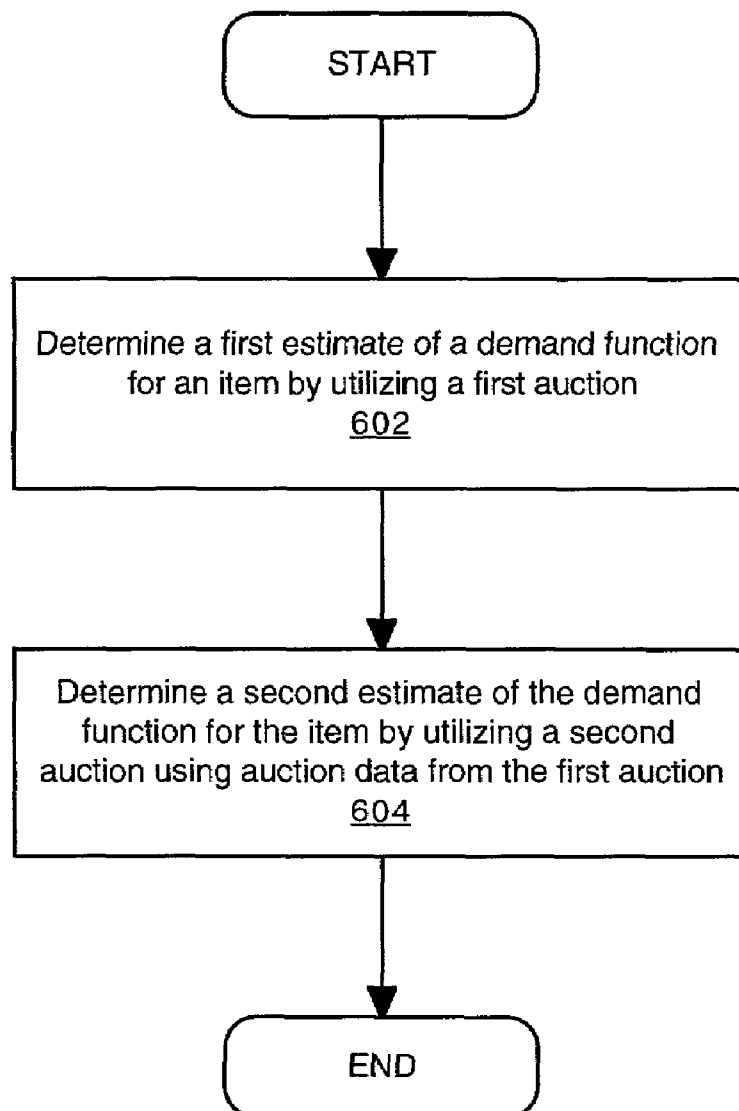 START
Determine a first estimate of a demand function
for an item by utilizing a first auction
602
Determine a second estimate of the demand
function for the item by utilizing a second
auction using auction data from the first auction
604
END